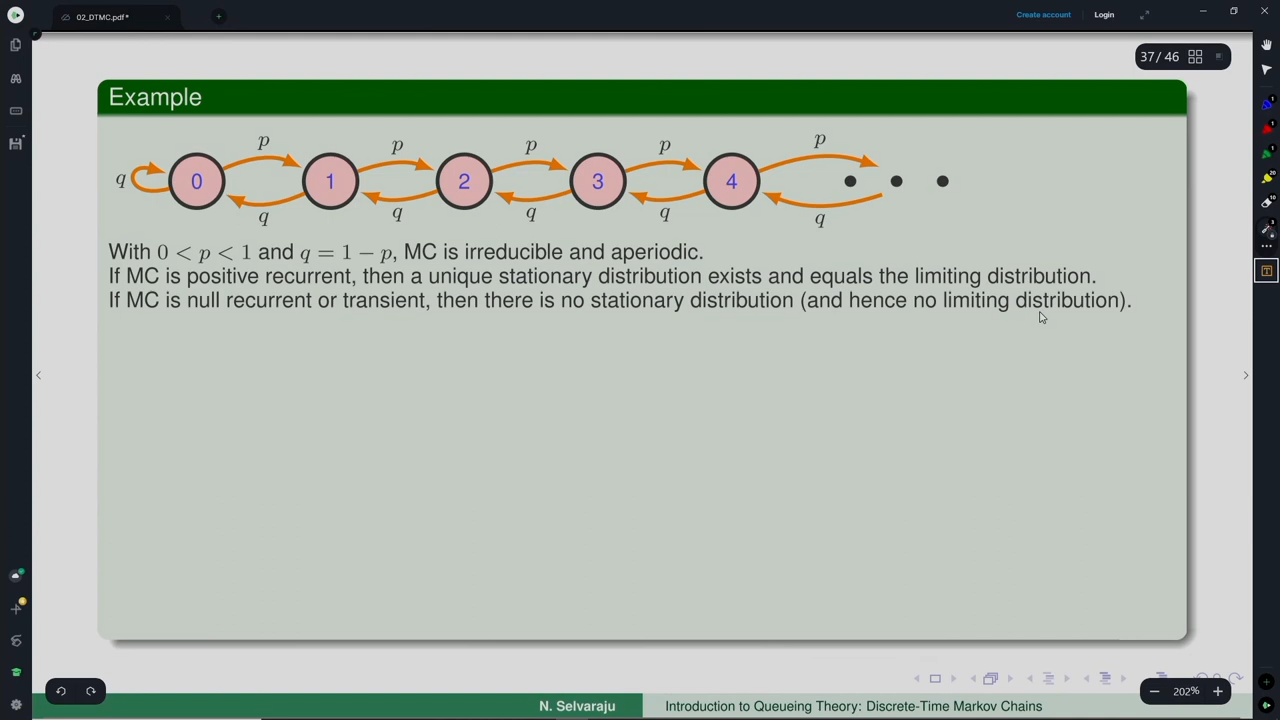 02_DTMC.pdf*
Create account
Login
37 / 46
Example
p
p
p
p
p
q
0
1
2
3
4
q
q
q
q
q
With 0 < p < 1 and q = 1 − p, MC is irreducible and aperiodic.
If MC is positive recurrent, then a unique stationary distribution exists and equals the limiting distribution.
If MC is null recurrent or transient, then there is no stationary distribution (and hence no limiting distribution).
202%
N. Selvaraju
Introduction to Queueing Theory: Discrete-Time Markov Chains